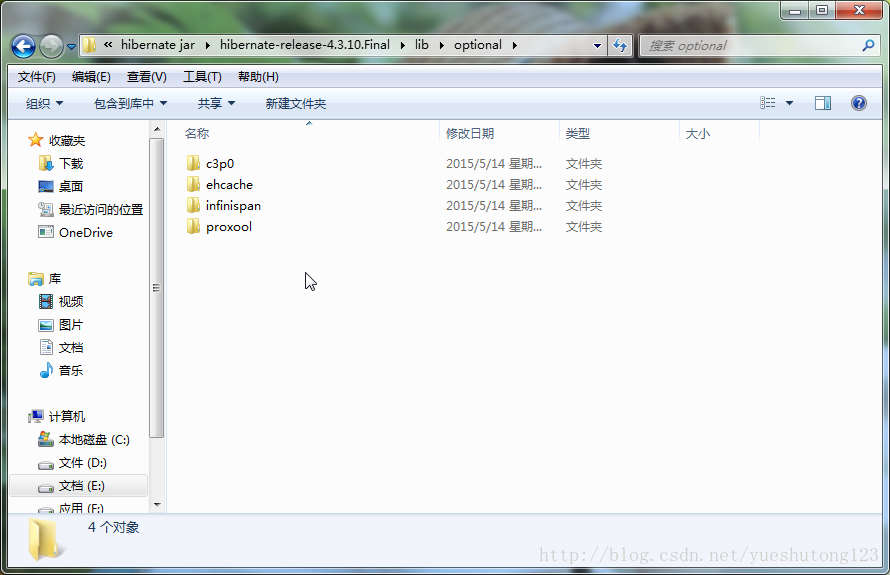 « hibernate jar ▸ hibernate-release-4.3.10.Final ▸ lib ▸ optional ▸
搜索 optional
文件(F) 编辑(E) 查看(V) 工具(T) 帮助(H)
组织 包含到库中 共享 新建文件夹
名称 修改日期 类型 大小
收藏夹
下载
桌面
最近访问的位置
OneDrive
库
视频
图片
文档
音乐
计算机
本地磁盘 (C:)
文件 (D:)
文档 (E:)
应用 (F:)
c3p0 2015/5/14 星期... 文件夹
ehcache 2015/5/14 星期... 文件夹
infinispan 2015/5/14 星期... 文件夹
proxool 2015/5/14 星期... 文件夹
4 个对象
http://blog.csdn.net/yueshutong123